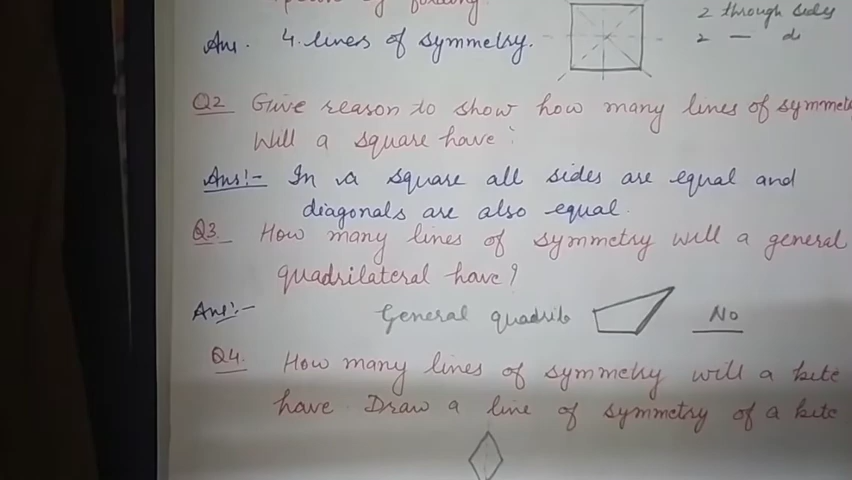 2 through sides
Ans. 4 lines of symmetry.
2 — d
Q2 Give reason to show how many lines of symmet
Will a square have?
Ans:- In a square all sides are equal and
diagonals are also equal.
Q3. How many lines of symmetry will a general
quadrilateral have?
Ans:- General quadrib No
Q4. How many lines of symmetry will a kite
have. Draw a line of symmetry of a kite